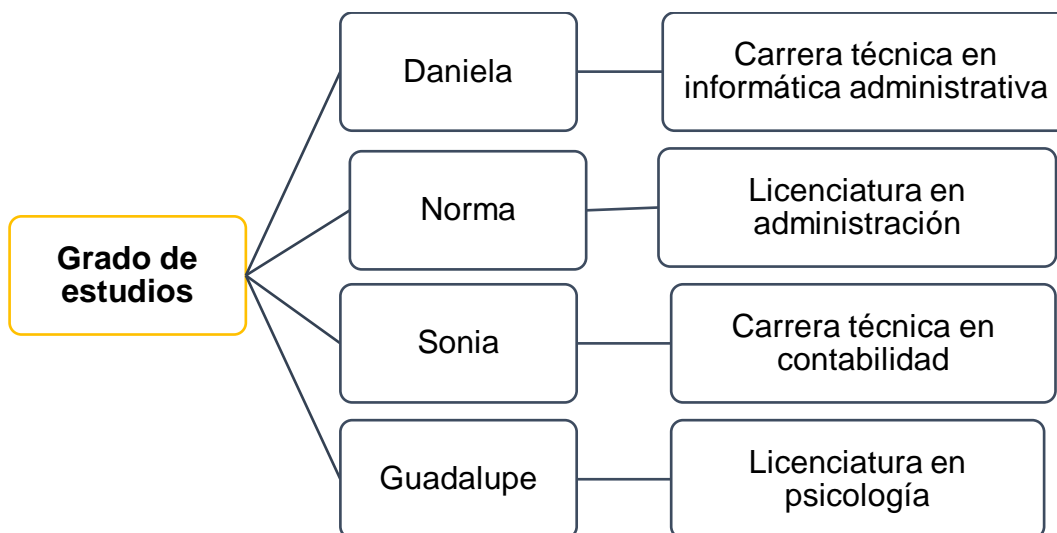 Grado de
estudios
Daniela
Carrera técnica en
informática administrativa
Norma
Licenciatura en
administración
Sonia
Carrera técnica en
contabilidad
Guadalupe
Licenciatura en
psicología